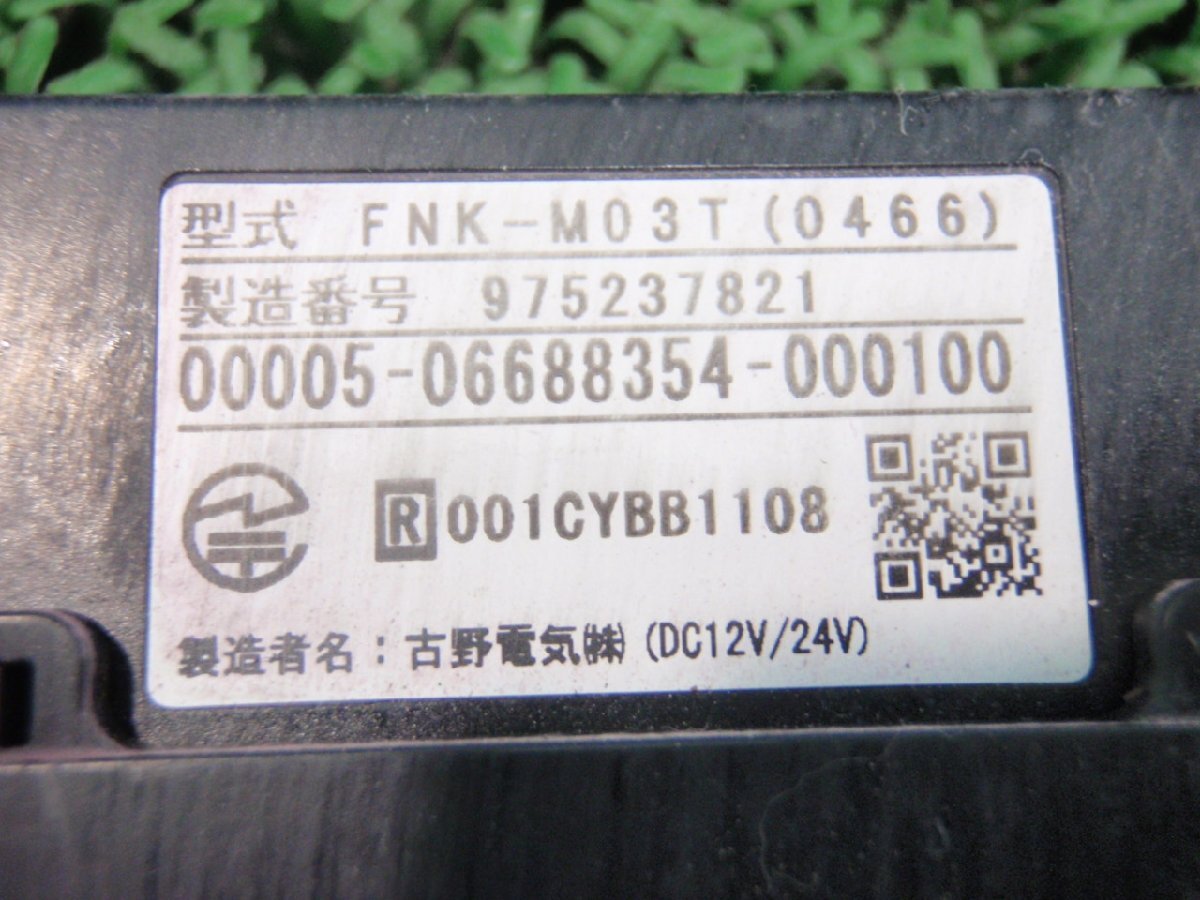 型式 FNK-M03T(0466)
製造番号 975237821
00005-06688354-000100
R 001CYBB1108
製造者名:古野電気㈱(DC12V/24V)